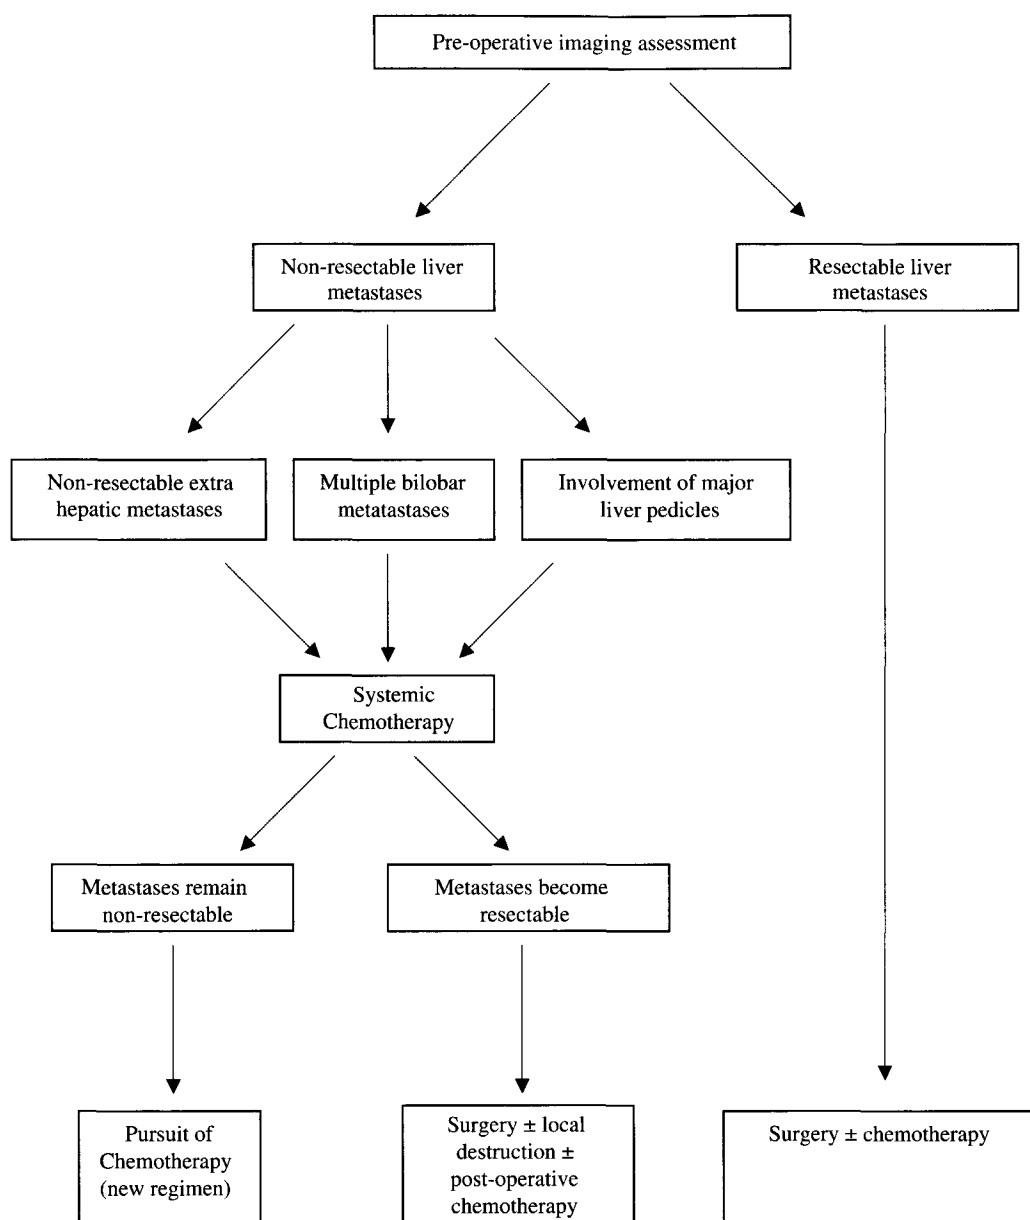 Pre-operative imaging assessment
Non-resectable liver
metastases
Resectable liver
metastases
Non-resectable extra
hepatic metastases
Multiple bilobar
metatastases
Involvement of major
liver pedicles
Systemic
Chemotherapy
Metastases remain
non-resectable
Metastases become
resectable
Pursuit of
Chemotherapy
(new regimen)
Surgery ± local
destruction ±
post-operative
chemotherapy
Surgery ± chemotherapy